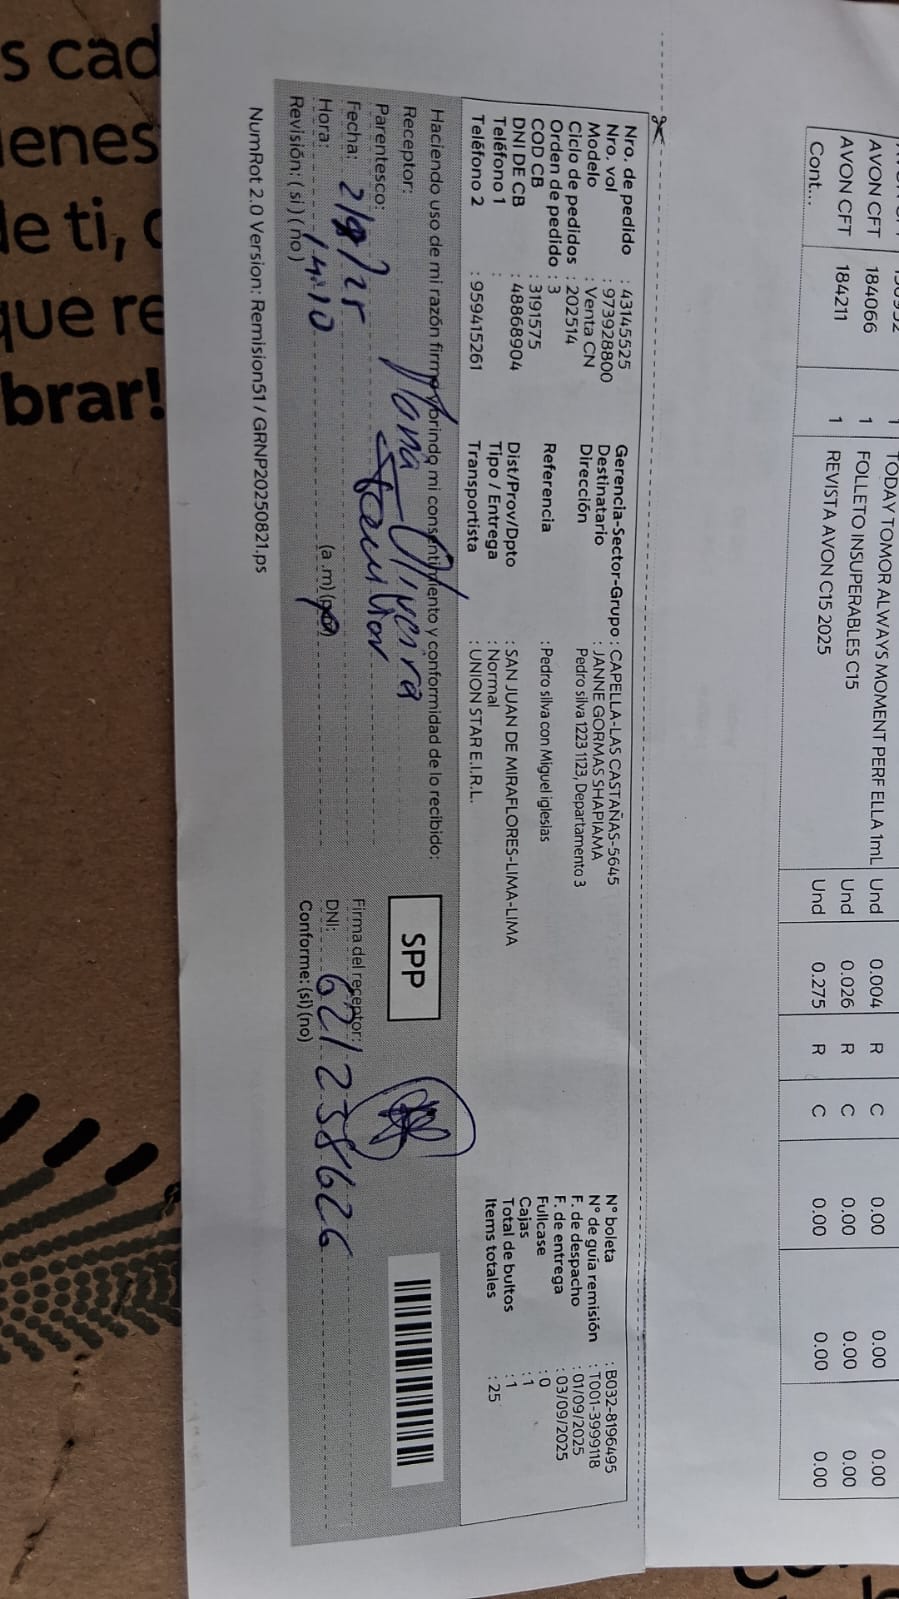 s cad
ienes
de ti, c
que re
brar!
AVON CFT 184066 1 FOLLETO INSUPERABLES C15 Und 0.026 R C 0.00 0.00 0.00
AVON CFT 184211 1 REVISTA AVON C15 2025 Und 0.275 R C 0.00 0.00 0.00
TODAY TOMOR ALWAYS MOMENT PERF ELLA 1mL Und 0.004 R C 0.00 0.00 0.00
Cont...
Nro. de pedido : 43145525
Nro. vol : 973928800
Modelo : Venta CN
Ciclo de pedidos : 202514
Orden de pedido : 3
COD CB : 3191575
DNI DE CB : 48868904
Teléfono 1 :
Teléfono 2 : 959415261
Gerencia-Sector-Grupo : CAPELLA-LAS CASTAÑAS-5645
Destinatario : JANNE GORMAS SHAPIAMA
Dirección Pedro silva 1223 1123, Departamento 3
Referencia : Pedro silva con Miguel iglesias
Dist/Prov/Dpto : SAN JUAN DE MIRAFLORES-LIMA-LIMA
Tipo / Entrega : Normal
Transportista : UNION STAR E.I.R.L.
N° boleta : B032-8196495
N° de guía remisión : T001-3999118
F. de despacho : 01/09/2025
F. de entrega : 03/09/2025
Fullcase : 0
Cajas : 1
Total de bultos : 1
Items totales : 25
Haciendo uso de mi razón firmo y brindo mi consentimiento y conformidad de lo recibido:
Receptor:
Parentesco:
Fecha:
Hora: 14:10 (a.m)
Revisión: ( si ) ( no )
SPP
Firma del receptor:
DNI:
Conforme: (si) (no)
NumRot 2.0 Version: Remision51 / GRNP20250821.ps